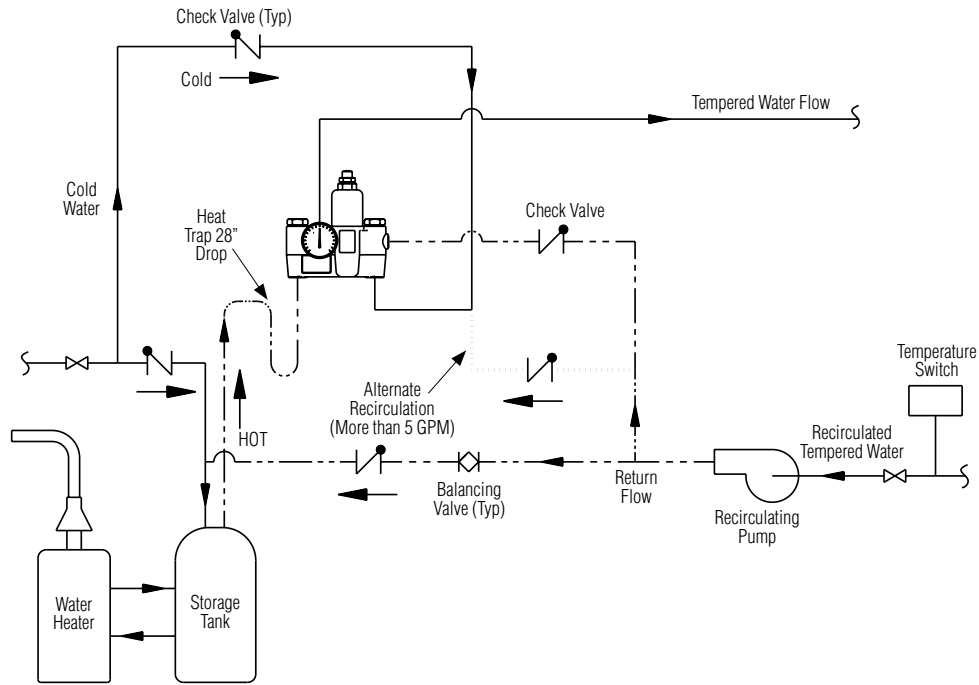 Check Valve (Typ)
Cold
Tempered Water Flow
Cold
Water
Heat
Trap 28”
Drop
Check Valve
Temperature
Switch
Alternate
Recirculation
(More than 5 GPM)
HOT
Recirculated
Tempered Water
Balancing
Valve (Typ)
Return
Flow
Recirculating
Pump
Water
Heater
Storage
Tank